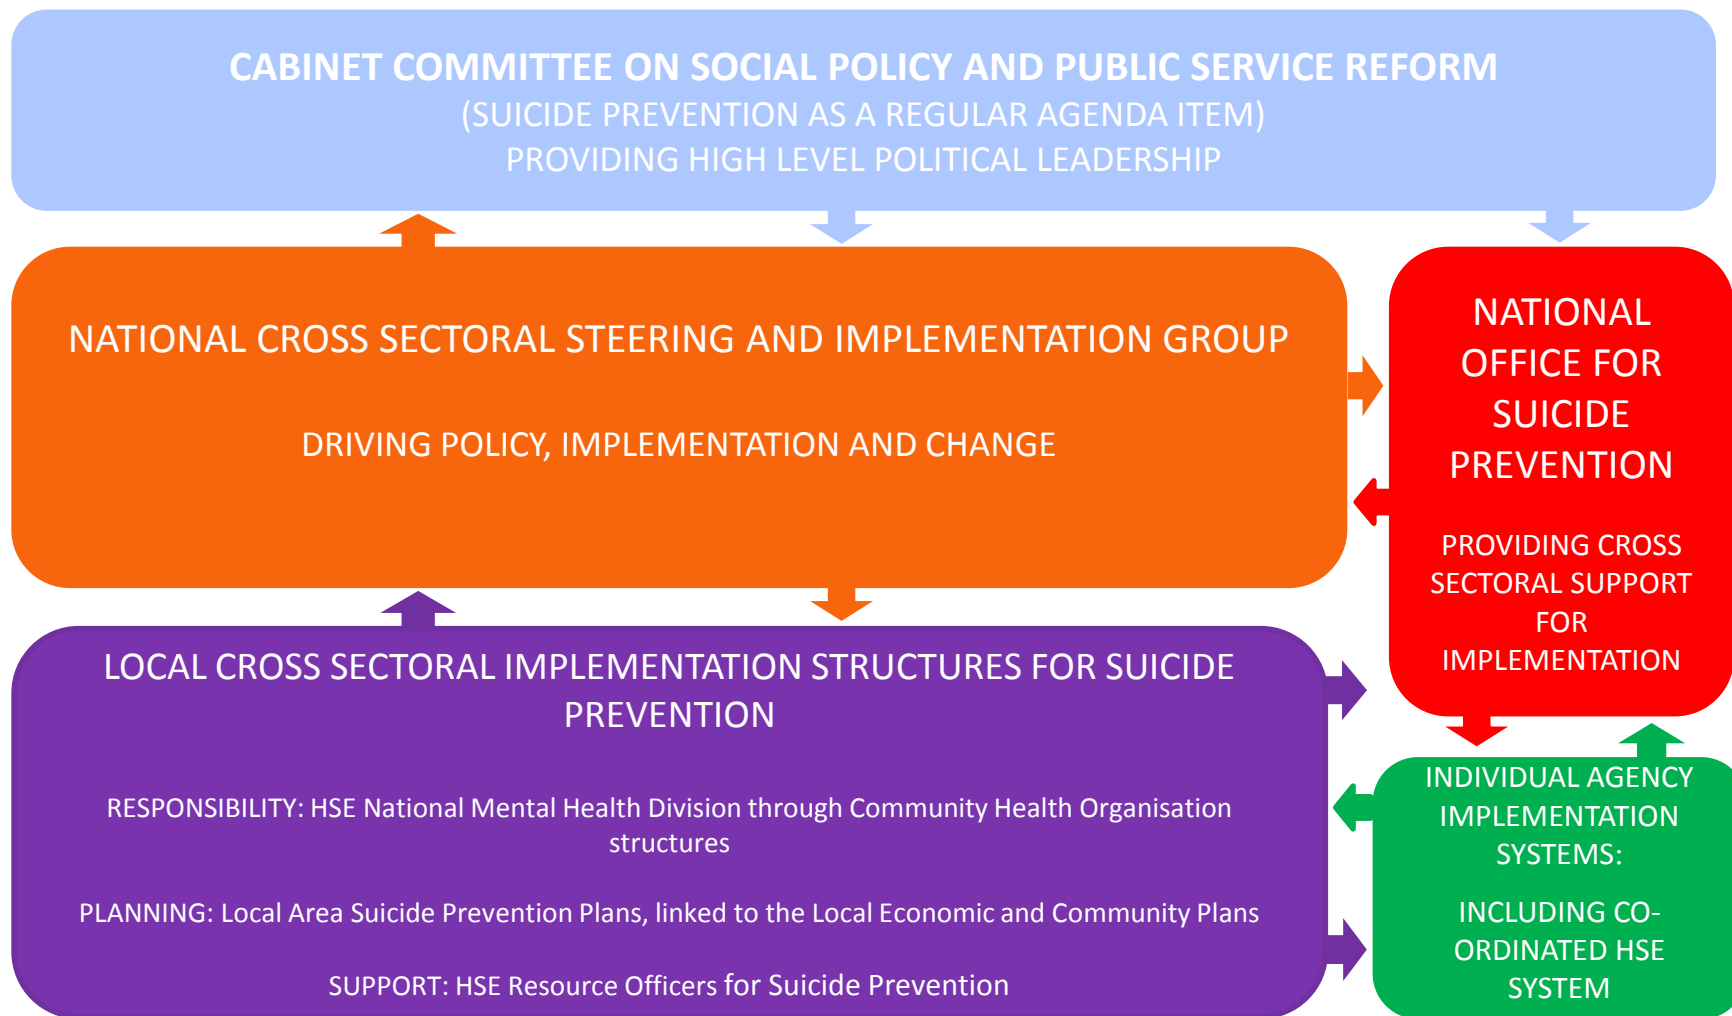 CABINET COMMITTEE ON SOCIAL POLICY AND PUBLIC SERVICE REFORM
(SUICIDE PREVENTION AS A REGULAR AGENDA ITEM)
PROVIDING HIGH LEVEL POLITICAL LEADERSHIP
NATIONAL CROSS SECTORAL STEERING AND IMPLEMENTATION GROUP
DRIVING POLICY, IMPLEMENTATION AND CHANGE
NATIONAL
OFFICE FOR
SUICIDE
PREVENTION
PROVIDING CROSS
SECTORAL SUPPORT
FOR
IMPLEMENTATION
LOCAL CROSS SECTORAL IMPLEMENTATION STRUCTURES FOR SUICIDE
PREVENTION
RESPONSIBILITY: HSE National Mental Health Division through Community Health Organisation
structures
PLANNING: Local Area Suicide Prevention Plans, linked to the Local Economic and Community Plans
SUPPORT: HSE Resource Officers for Suicide Prevention
INDIVIDUAL AGENCY
IMPLEMENTATION
SYSTEMS:
INCLUDING CO-
ORDINATED HSE
SYSTEM